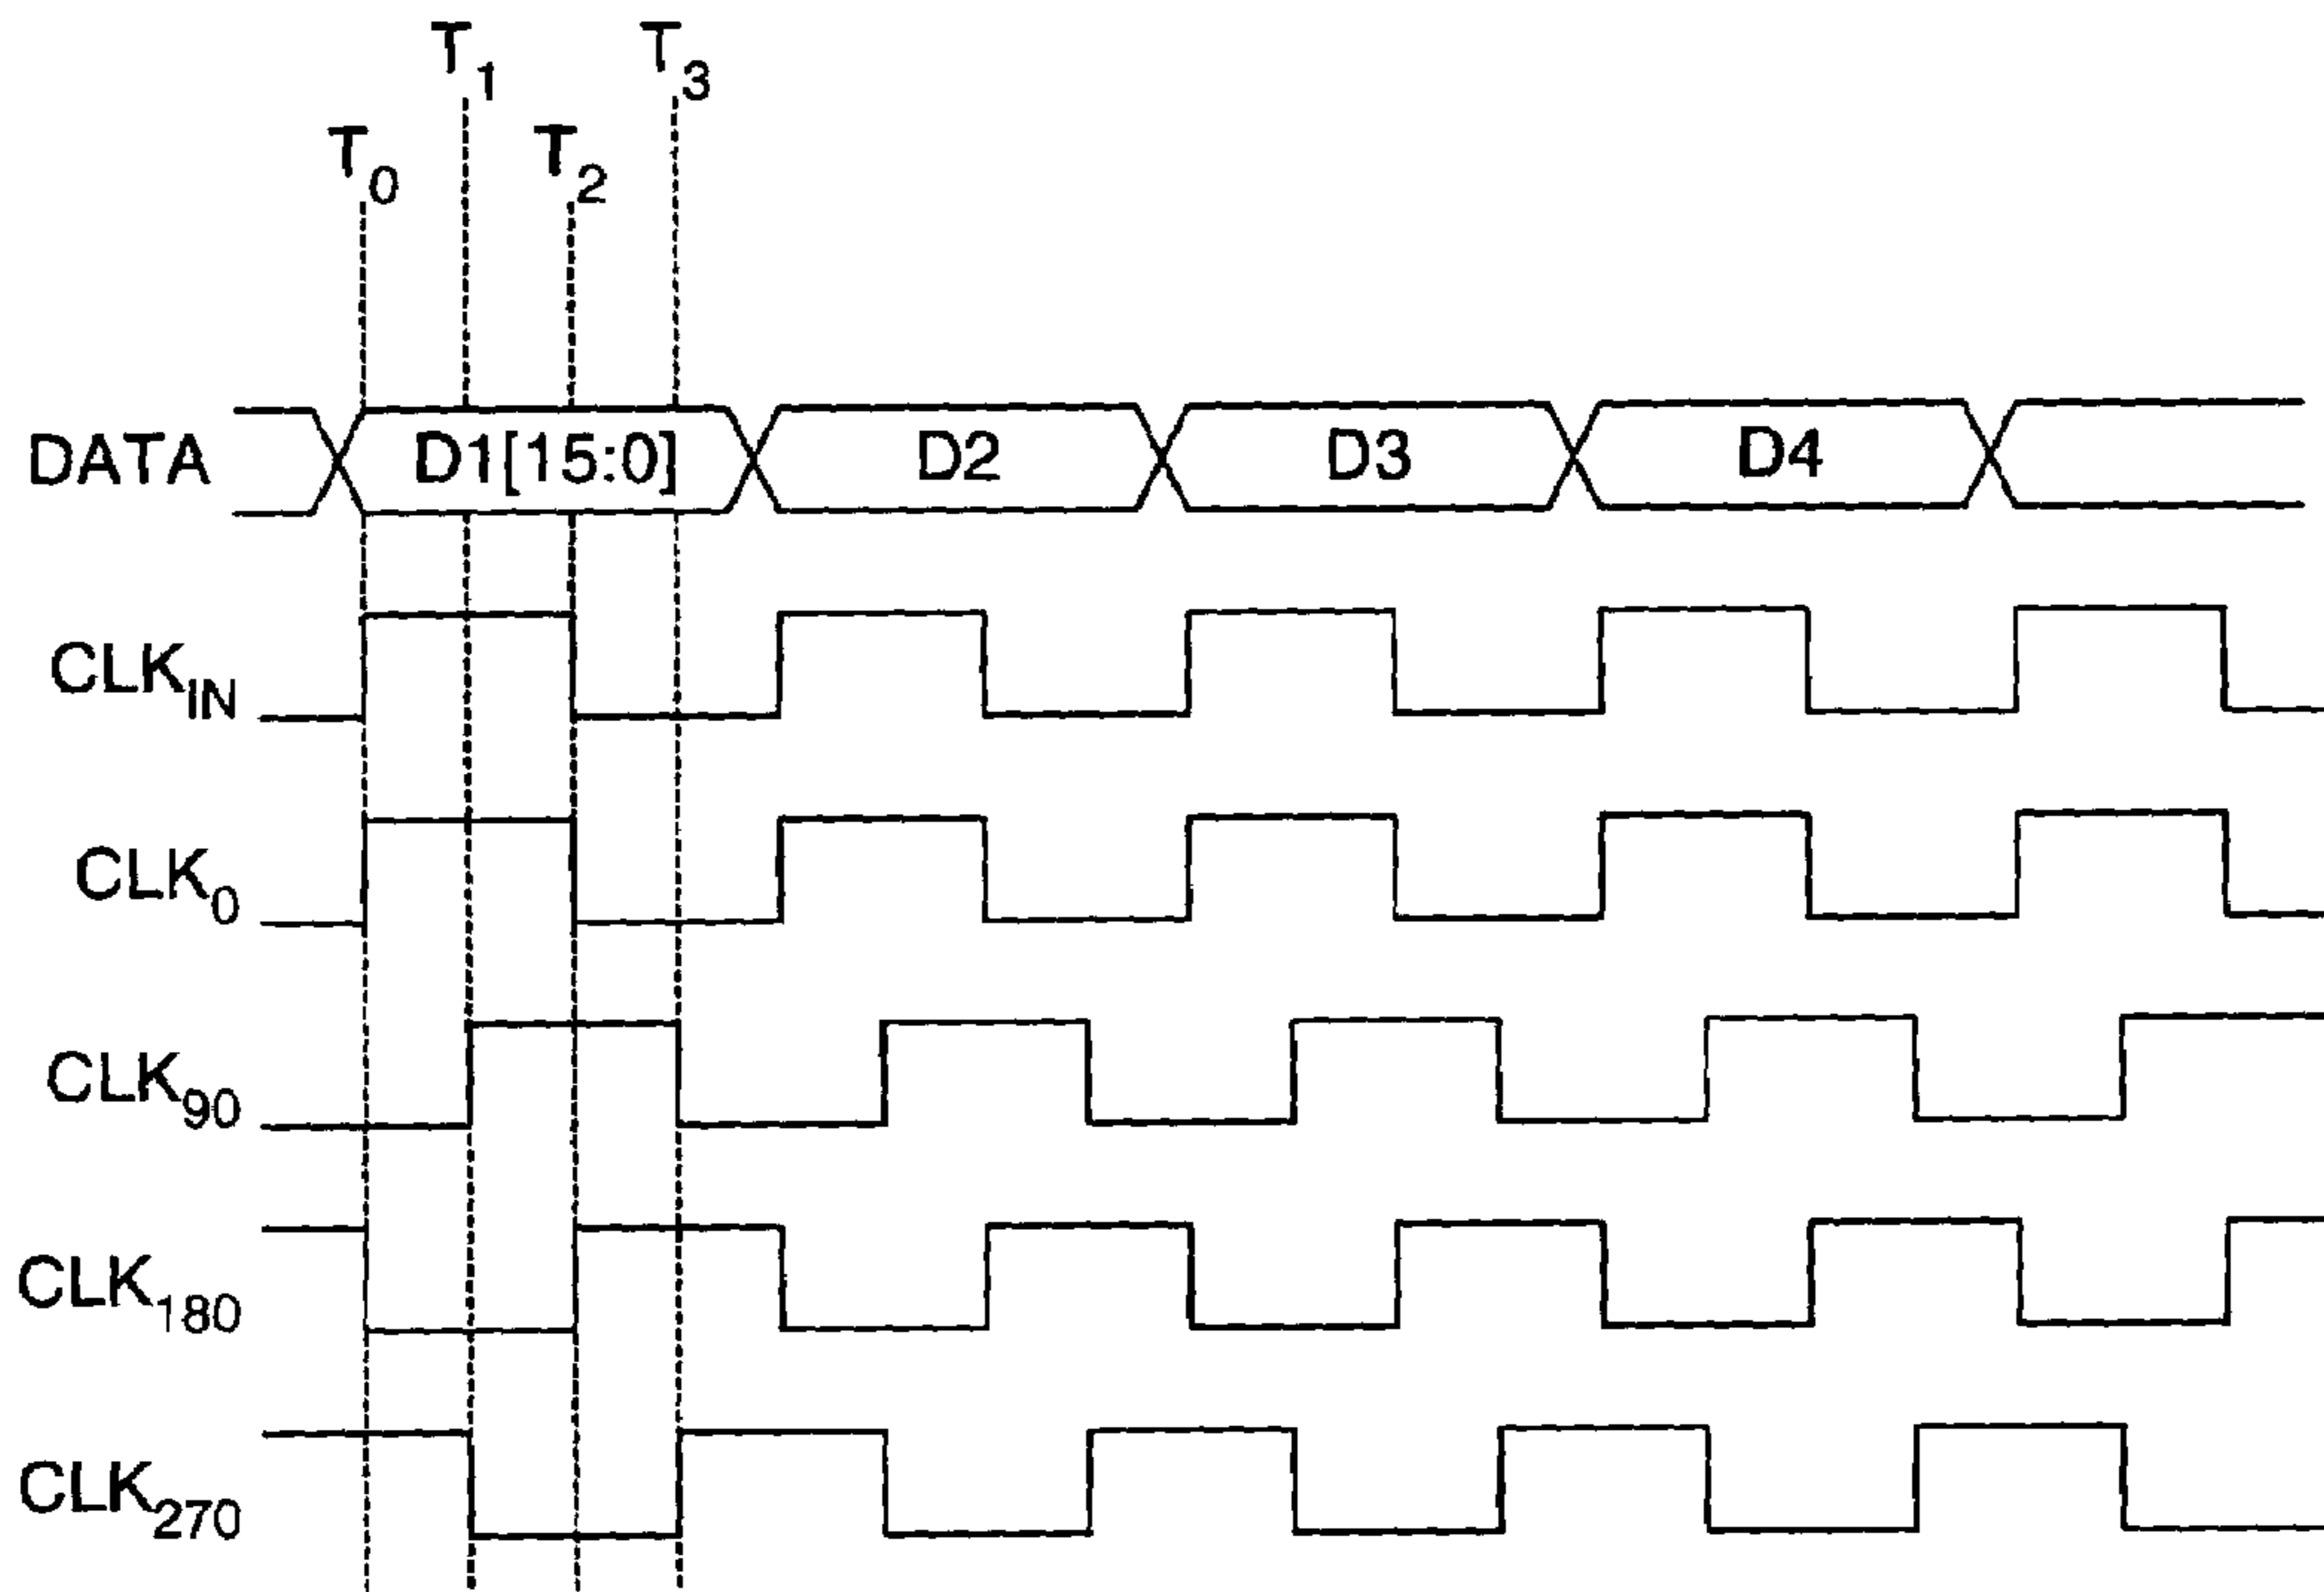 T1 T3
T0 T2
DATA D1[15:0] D2 D3 D4
CLKIN
CLK0
CLK90
CLK180
CLK270